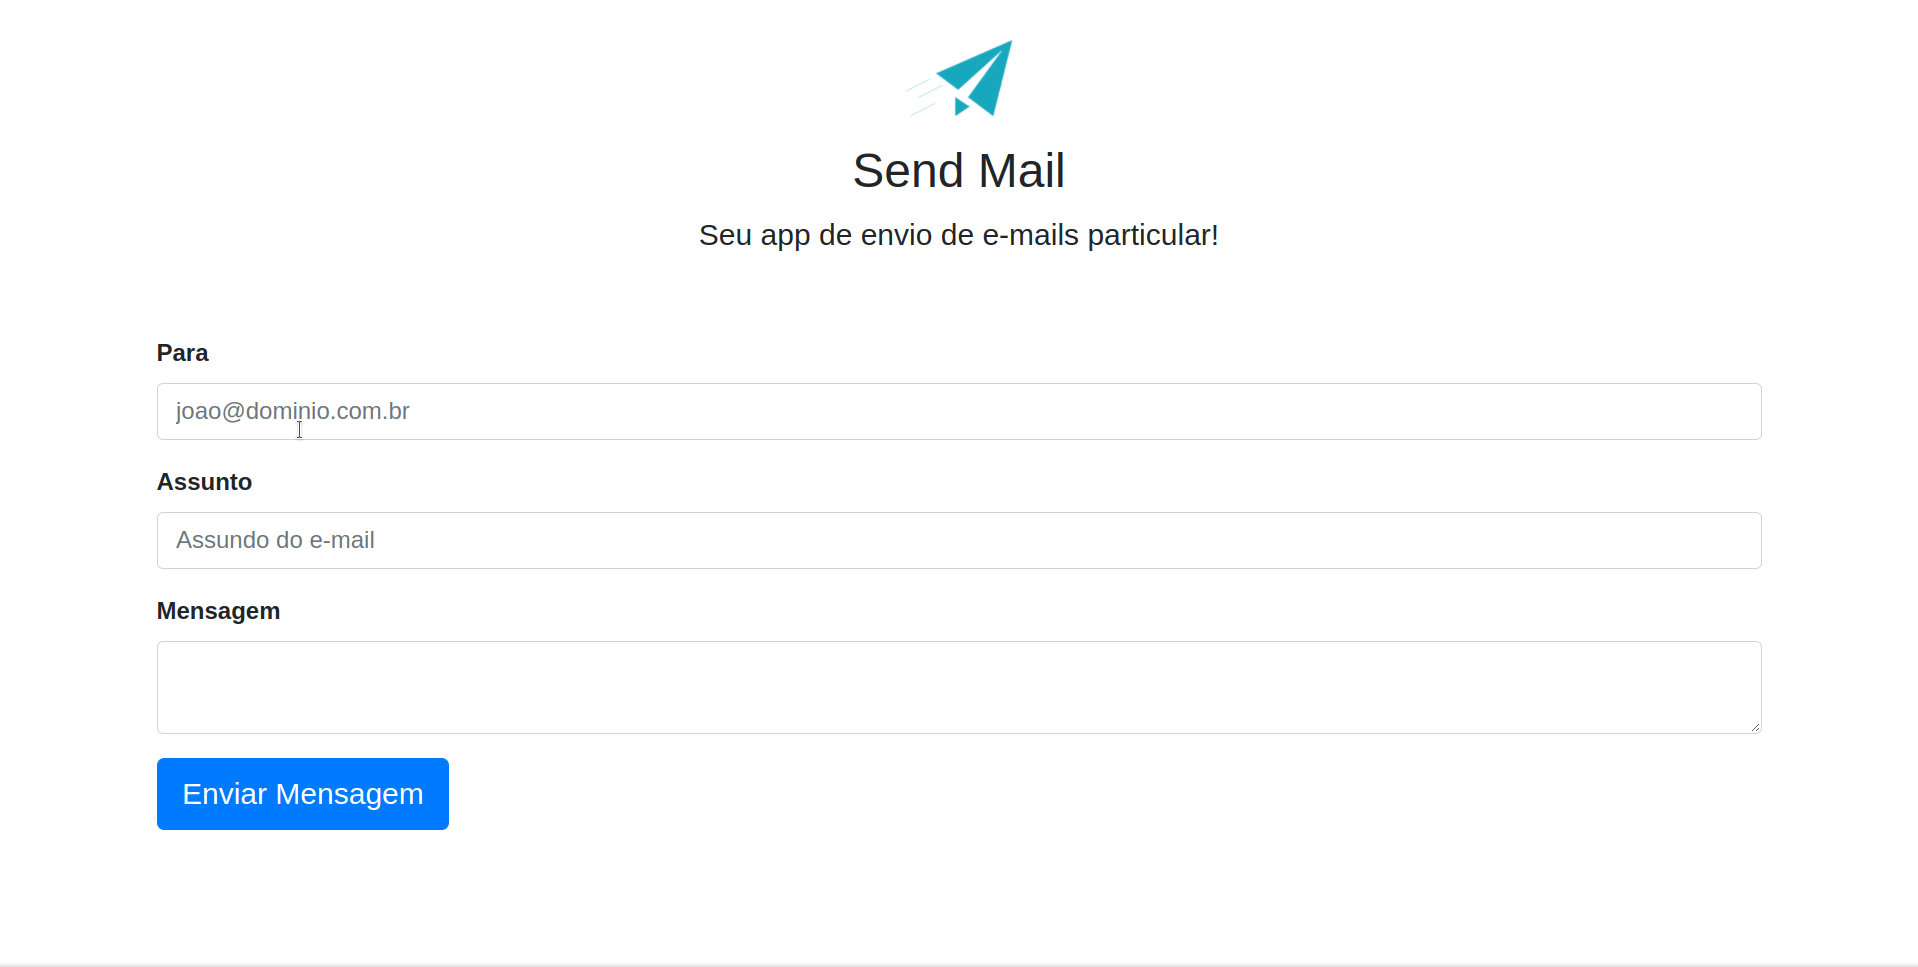 Send Mail
Seu app de envio de e-mails particular!
Para
joao@dominio.com.br
Assunto
Assundo do e-mail
Mensagem
Enviar Mensagem